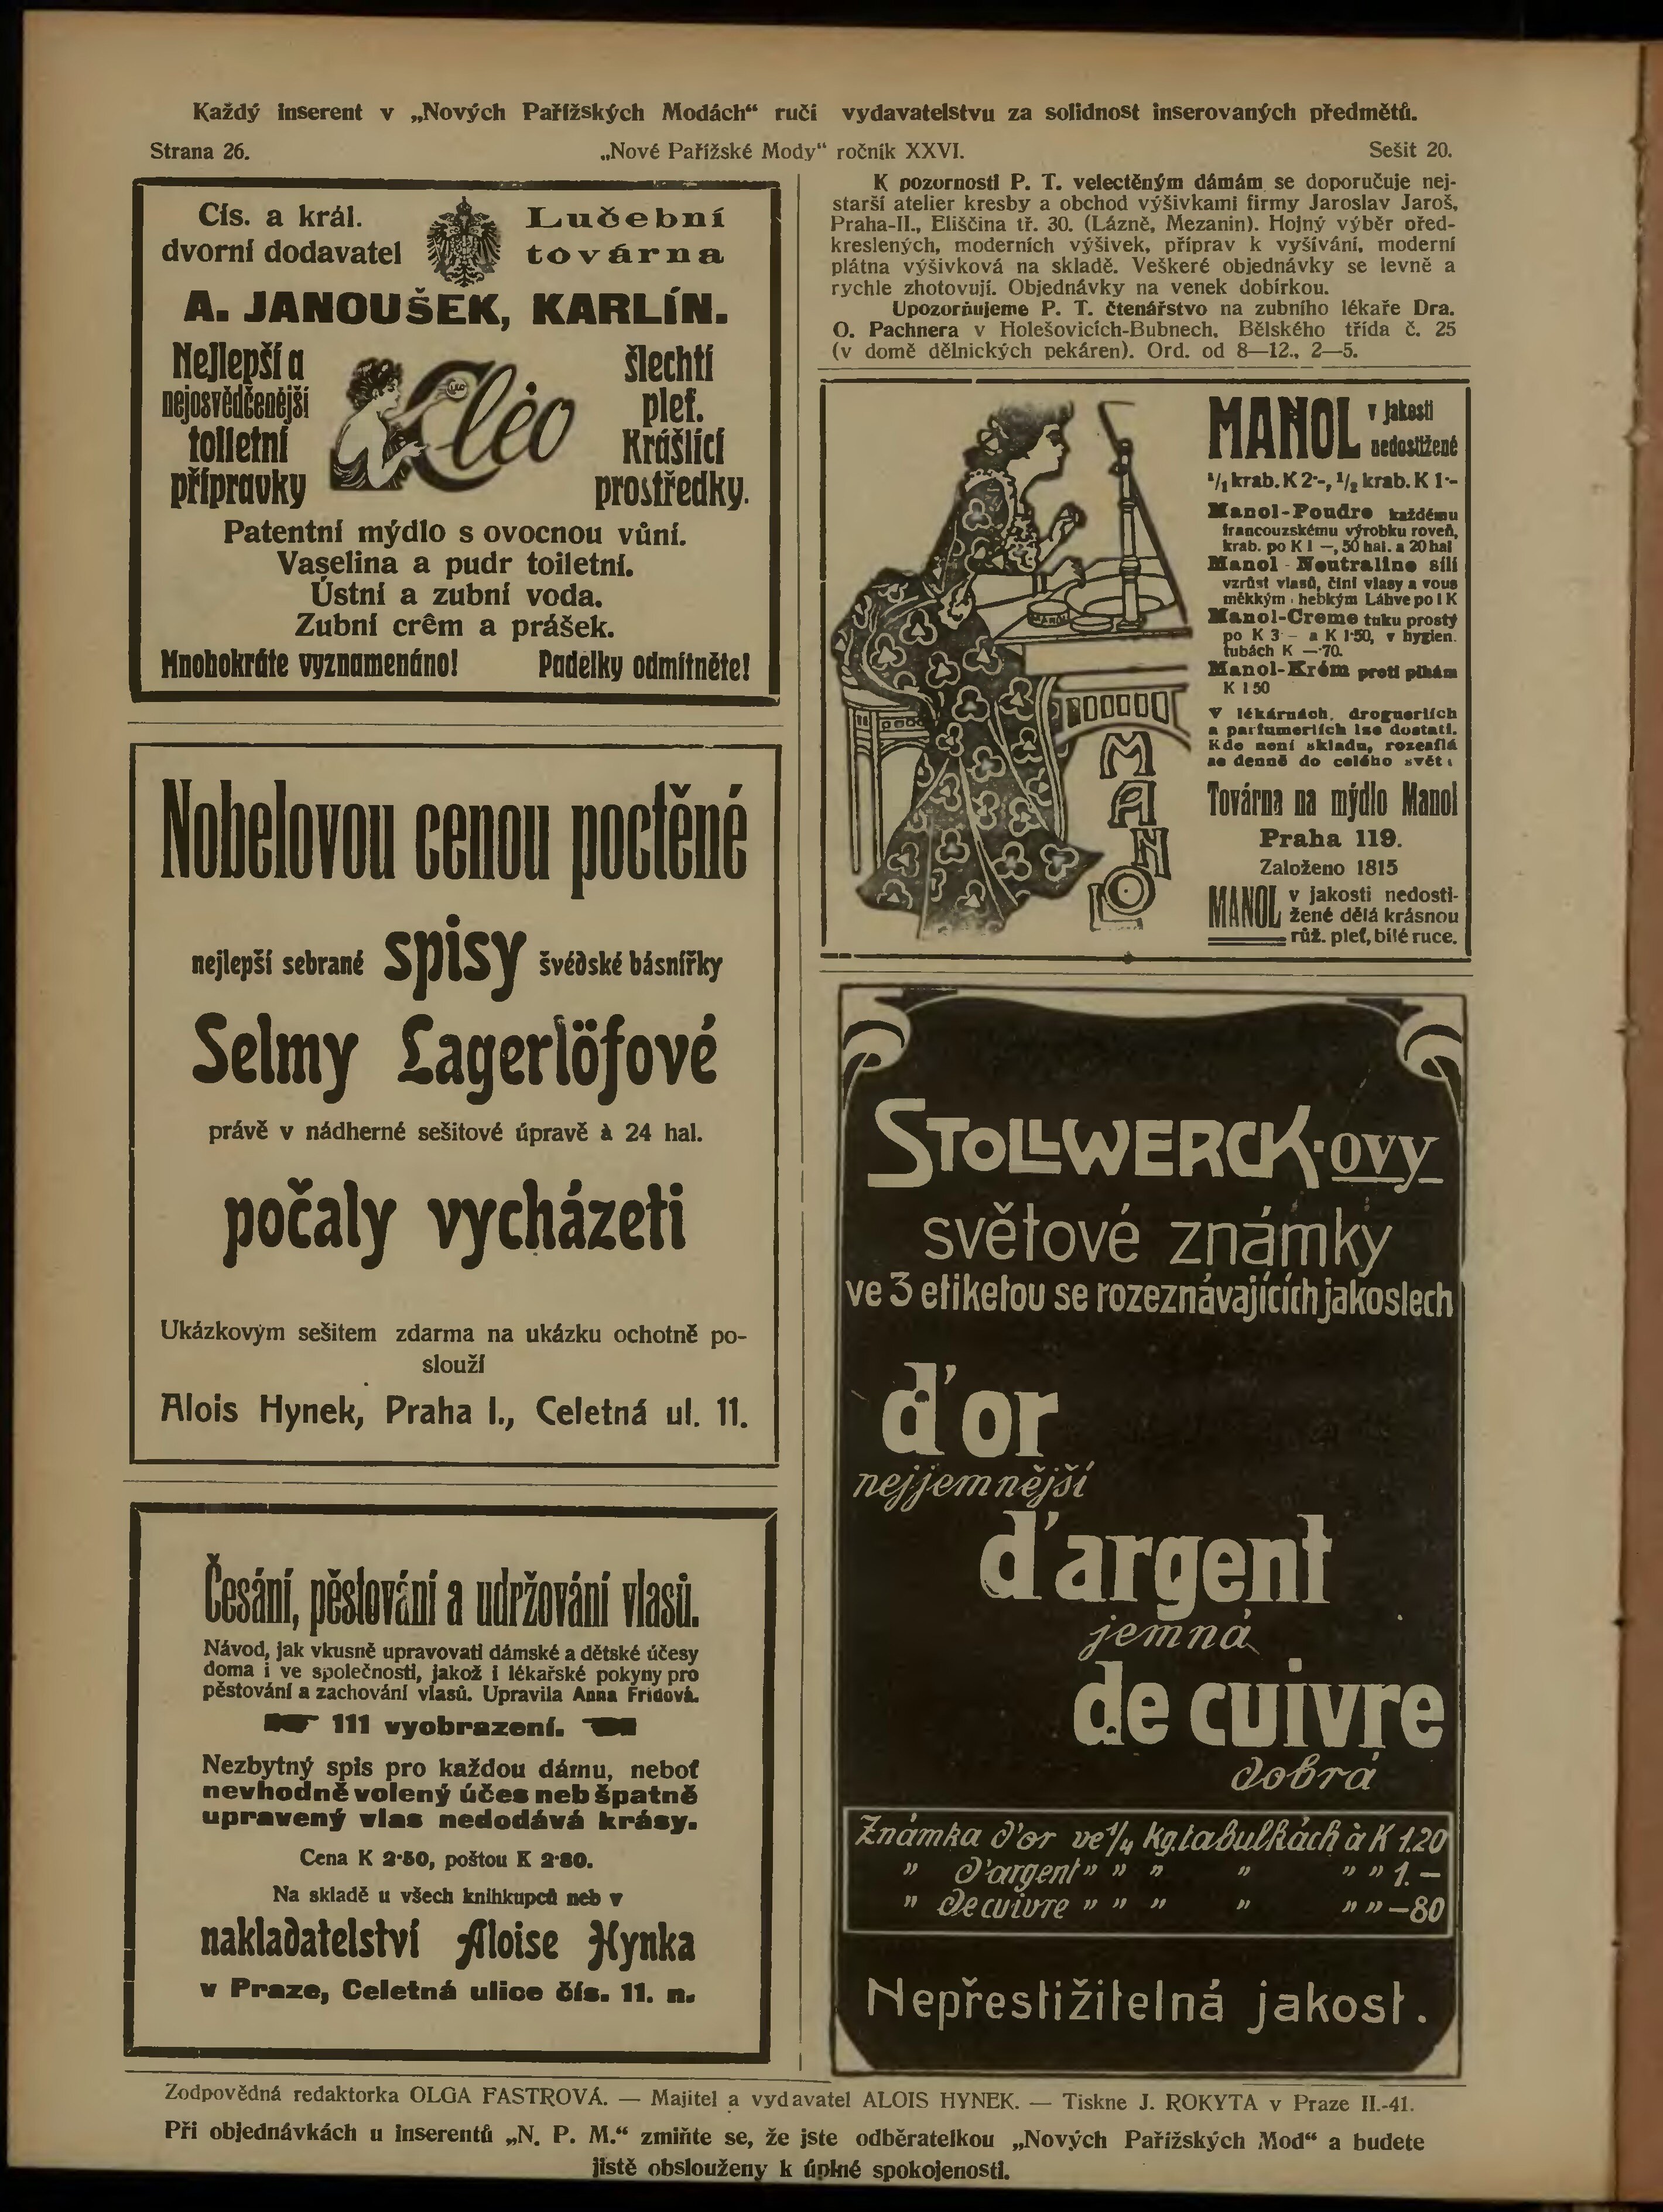 Každý inserent v „Nových Pařížských Modách“ ručí vydavatelstvu za solidnost inserovaných předmětů.
Strana 26. „Nové Pařížské Mody“ ročník XXVI. Sešit 20.
Cís. a král.
dvorní dodavatel
Lučební
továrna
A. JANOUŠEK, KARLÍN.
Nejlepší a
nejosvědčenější
toiletní
přípravky
Cléo
šlechtí
pleť.
Krášlící
prostředky.
Patentní mýdlo s ovocnou vůní.
Vaselina a pudr toiletní.
Ústní a zubní voda.
Zubní crêm a prášek.
Mnohokráte vyznamenáno! Padělky odmítněte!
Nobelovou cenou poctěné
nejlepší sebrané spisy švédské básnířky
Selmy Lagerlöfové
právě v nádherné sešitové úpravě à 24 hal.
počaly vycházeti
Ukázkovým sešitem zdarma na ukázku ochotně po-
slouží
Alois Hynek, Praha I., Celetná ul. 11.
Česání, pěstování a udržování vlasů.
Návod, jak vkusně upravovati dámské a dětské účesy
doma i ve společnosti, jakož i lékařské pokyny pro
pěstování a zachování vlasů. Upravila Anna Fridová.
111 vyobrazení.
Nezbytný spis pro každou dámu, neboť
nevhodně volený účes neb špatně
upravený vlas nedodává krásy.
Cena K 2·50, poštou K 2·80.
Na skladě u všech knihkupců neb v
nakladatelství Aloise Hynka
v Praze, Celetná ulice čís. 11. n.
K pozornosti P. T. velectěným dámám se doporučuje nej-
starší atelier kresby a obchod výšivkami firmy Jaroslav Jaroš,
Praha-II., Eliščina tř. 30. (Lázně, Mezanin). Hojný výběr před-
kreslených, moderních výšivek, příprav k vyšívání, moderní
plátna výšivková na skladě. Veškeré objednávky se levně a
rychle zhotovují. Objednávky na venek dobírkou.
Upozorňujeme P. T. čtenářstvo na zubního lékaře Dra.
O. Pachnera v Holešovicích-Bubnech, Bělského třída č. 25
(v domě dělnických pekáren). Ord. od 8—12., 2—5.
MANOL
MANOL
MANOL v jakosti
nedostižené
1/1 krab. K 2·-, 1/2 krab. K 1·-
Manol-Poudre každému
francouzskému výrobku roveň,
krab. po K 1 —, 50 hal. a 20 hal
Manol - Neutraline sílí
vzrůst vlasů, činí vlasy a vous
měkkým i hebkým Láhve po 1 K
Manol-Creme tuku prostý
po K 3 – a K 1·50, v hygien.
tubách K —·70.
Manol-Krém proti pihám
K 1 50
V lékárnách, drogueriích
a parfumeriích lze dostati.
Kde není skladu, rozesílá
se denně do celého svět
Továrna na mýdlo Manol
Praha 119.
Založeno 1815
MANOL v jakosti nedosti-
žené dělá krásnou
růž. pleť, bílé ruce.
STOLLWERCK·ovy
světové známky
ve 3 etiketou se rozeznávajících jakostech
d'or
nejjemnější
d'argent
jemná
de cuivre
dobrá
Známka d'or ve 1/4 kg. tabulkách à K 1.20
„ d'argent „ „ „ „ „ „ 1.—
„ de cuivre „ „ „ „ „ „ —80
Nepřestižitelná jakost.
Zodpovědná redaktorka OLGA FASTROVÁ. — Majitel a vydavatel ALOIS HYNEK. — Tiskne J. ROKYTA v Praze II.-41.
Při objednávkách u inserentů „N. P. M.“ zmiňte se, že jste odběratelkou „Nových Pařížských Mod“ a budete
jistě obslouženy k úplné spokojenosti.